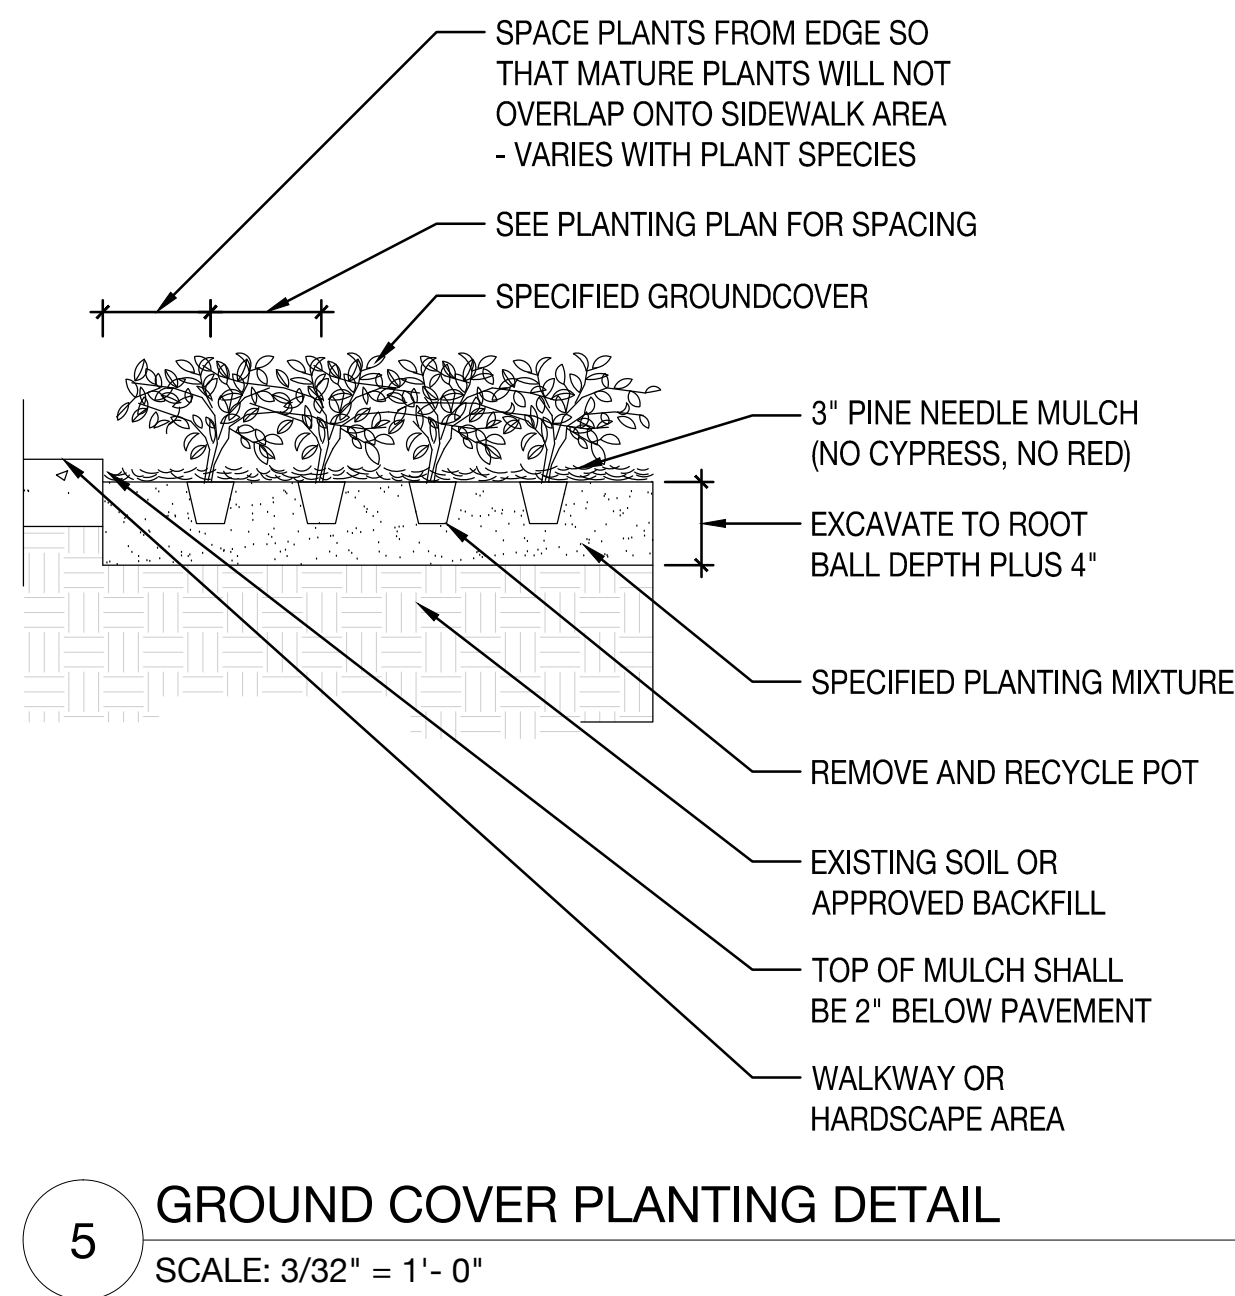 SPACE PLANTS FROM EDGE SO
THAT MATURE PLANTS WILL NOT
OVERLAP ONTO SIDEWALK AREA
- VARIES WITH PLANT SPECIES
SEE PLANTING PLAN FOR SPACING
SPECIFIED GROUNDCOVER
3" PINE NEEDLE MULCH
(NO CYPRESS, NO RED)
EXCAVATE TO ROOT
BALL DEPTH PLUS 4"
SPECIFIED PLANTING MIXTURE
REMOVE AND RECYCLE POT
EXISTING SOIL OR
APPROVED BACKFILL
TOP OF MULCH SHALL
BE 2" BELOW PAVEMENT
WALKWAY OR
HARDSCAPE AREA
5
GROUND COVER PLANTING DETAIL
SCALE: 3/32" = 1'- 0"